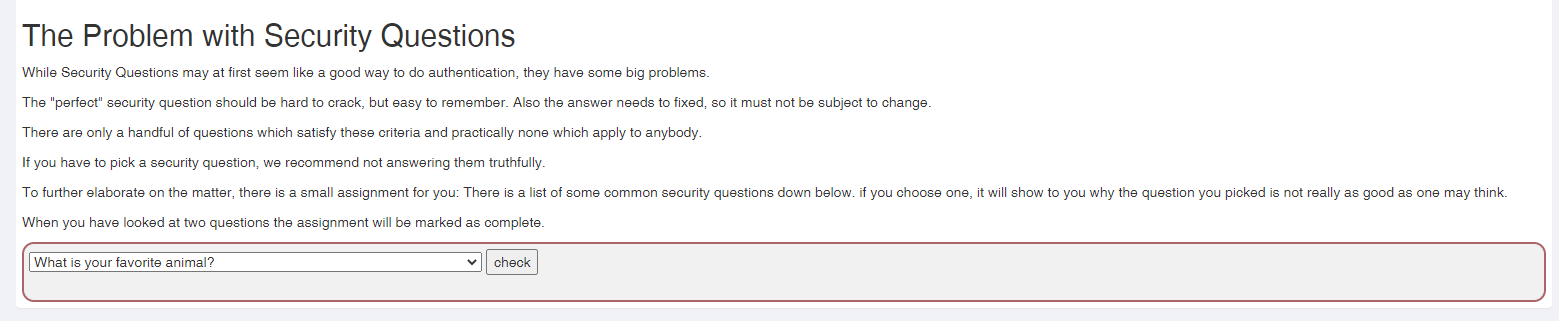 The Problem with Security Questions
While Security Questions may at first seem like a good way to do authentication, they have some big problems.
The "perfect" security question should be hard to crack, but easy to remember. Also the answer needs to fixed, so it must not be subject to change.
There are only a handful of questions which satisfy these criteria and practically none which apply to anybody.
If you have to pick a security question, we recommend not answering them truthfully.
To further elaborate on the matter, there is a small assignment for you: There is a list of some common security questions down below. if you choose one, it will show to you why the question you picked is not really as good as one may think.
When you have looked at two questions the assignment will be marked as complete.
What is your favorite animal? check